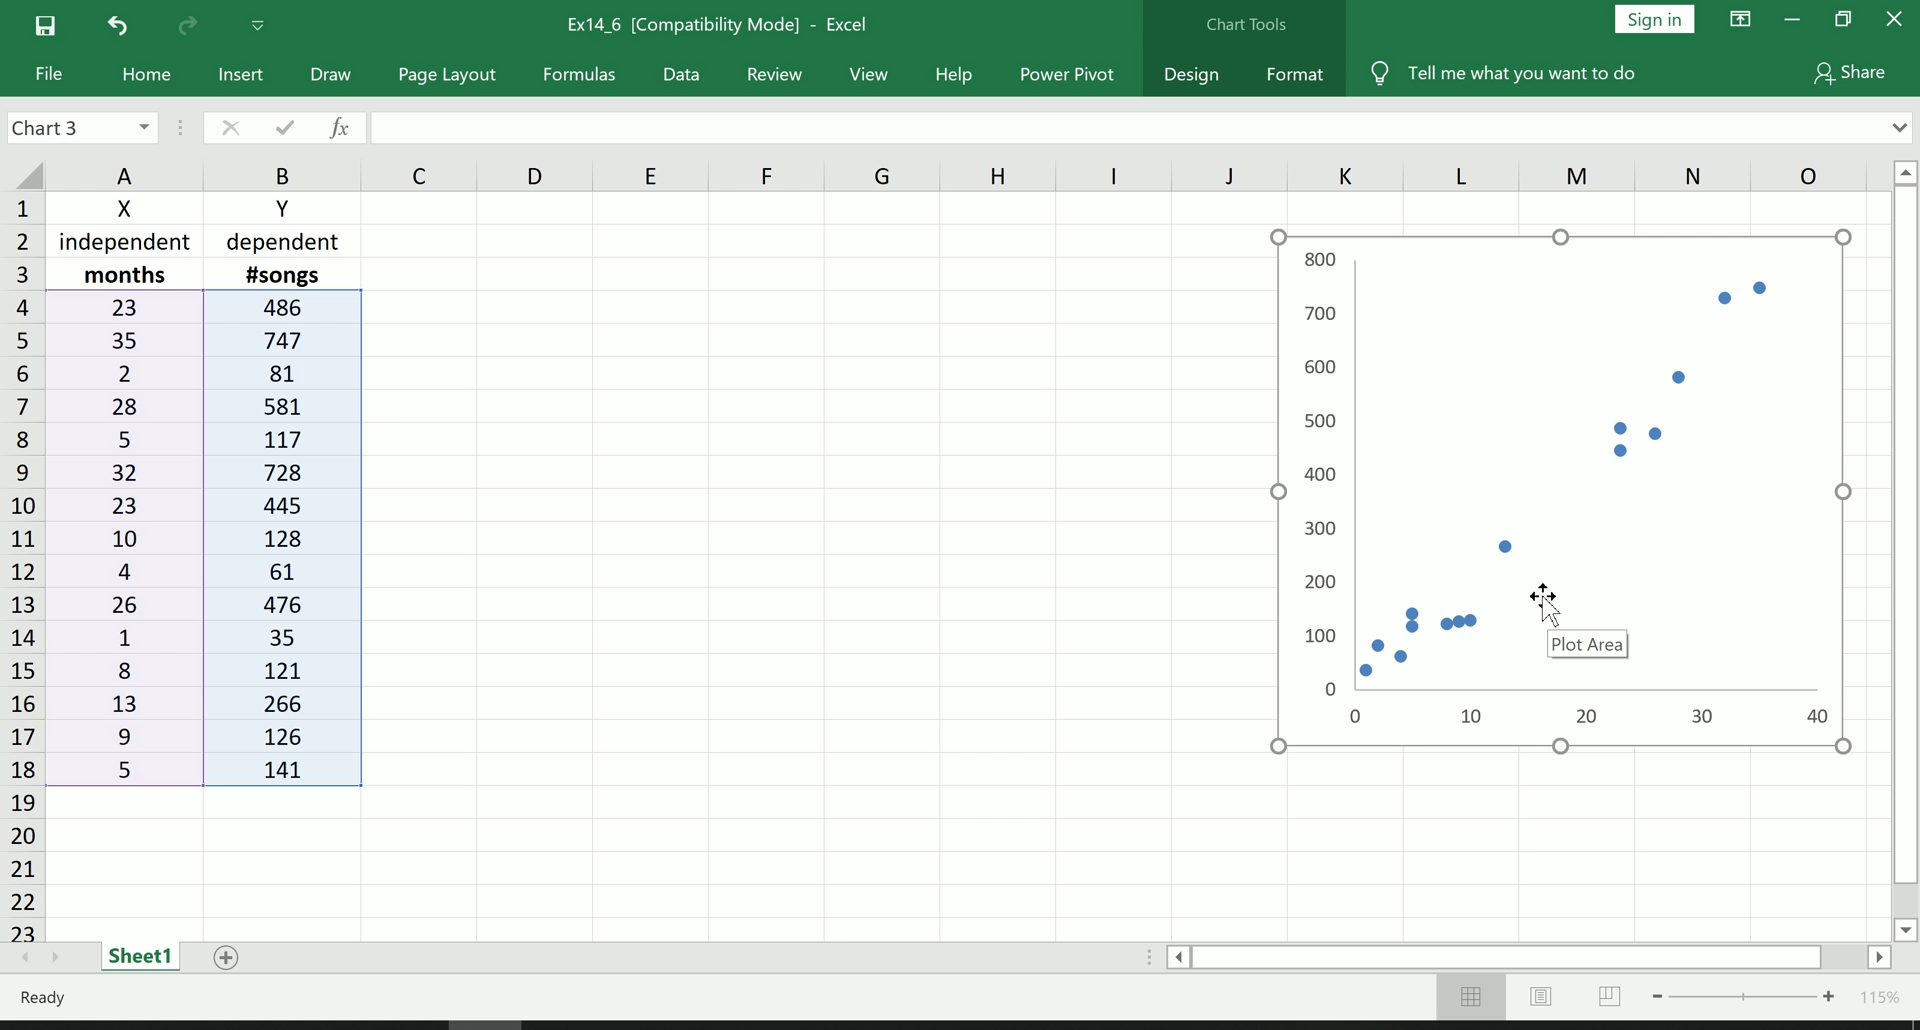 Ex14_6 [Compatibility Mode] - Excel
Chart Tools
Sign in
File Home Insert Draw Page Layout Formulas Data Review View Help Power Pivot Design Format Tell me what you want to do Share
Chart 3 fx
A B C D E F G H I J K L M N O
1 X Y
2 independent dependent
3 months #songs
4 23 486
5 35 747
6 2 81
7 28 581
8 5 117
9 32 728
10 23 445
11 10 128
12 4 61
13 26 476
14 1 35
15 8 121
16 13 266
17 9 126
18 5 141
19
20
21
22
23
800
700
600
500
400
300
200
100
0
0 10 20 30 40
Plot Area
Sheet1
Ready 115%